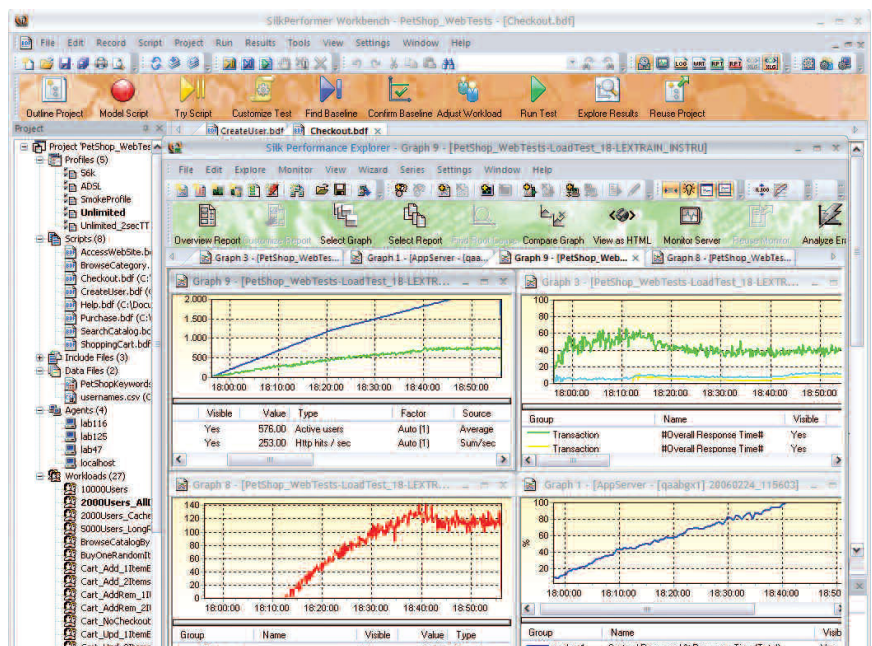 SilkPerformer Workbench - PetShop_WebTests - [Checkout.bdf]
File Edit Record Script Project Run Results Tools View Settings Window Help
Outline Project Model Script Try Script Customize Test Find Baseline Confirm Baseline Adjust Workload Run Test Explore Results Reuse Project
Project
CreateUser.bdf Checkout.bdf
Project 'PetShop_WebTes
Profiles (5)
56k
ADSL
SmokeProfile
Unlimited
Unlimited_2secTT
Scripts (8)
AccessWebSite.b
BrowseCategory.
Checkout.bdf (C:
CreateUser.bdf (
Help.bdf (C:\Docu
Purchase.bdf (C:\
SearchCatalog.bc
ShoppingCart.bdf
Include Files (3)
Data Files (2)
PetShopKeywords
usernames.csv (C
Agents (4)
lab116
lab125
lab47
localhost
Workloads (27)
10000Users
2000Users_All
2000Users_Cache
5000Users_LongF
BrowseCatalogBy
BuyOneRandomIt
Cart_Add_1ItemE
Cart_Add_2Items
Cart_AddRem_1I
Cart_AddRem_2I
Cart_NoCheckout
Cart_Upd_1ItemE
Silk Performance Explorer - Graph 9 - [PetShop_WebTests-LoadTest_18-LEXTRAIN_INSTRU]
File Edit Explore Monitor View Wizard Series Settings Window Help
Overview Report Customize Report Select Graph Select Report Compare Graph View as HTML Monitor Server Analyze Er
Graph 3 - [PetShop_WebTes... Graph 1 - [AppServer - [qaa... Graph 9 - [PetShop_Web... Graph 8 - [PetShop_WebTes...
Graph 9 - [PetShop_WebTests-LoadTest_18-LEXTR...
2.000
1.500
1.000
500
0
18:00:00 18:10:00 18:20:00 18:30:00 18:40:00 18:50:00
Visible Value Type Factor Source
Yes 576.00 Active users Auto (1) Average
Yes 253.00 Http hits / sec Auto (1) Sum/sec
Graph 3 - [PetShop_WebTests-LoadTest_18-LEXTR...
100
80
60
40
20
0
18:00:00 18:10:00 18:20:00 18:30:00 18:40:00 18:50:00
Group Name Visible
Transaction #Overall Response Time# Yes
Transaction #Overall Response Time# Yes
Graph 8 - [PetShop_WebTests-LoadTest_18-LEXTR...
140
120
100
80
60
40
20
0
18:00:00 18:10:00 18:20:00 18:30:00 18:40:00 18:50:00
Group Name Visible Value Type
Graph 1 - [AppServer - [qaabgx1] 20060224_115603]
100
80
60
40
20
%
18:00:00 18:10:00 18:20:00 18:30:00 18:40:00 18:50
Group Name Visib